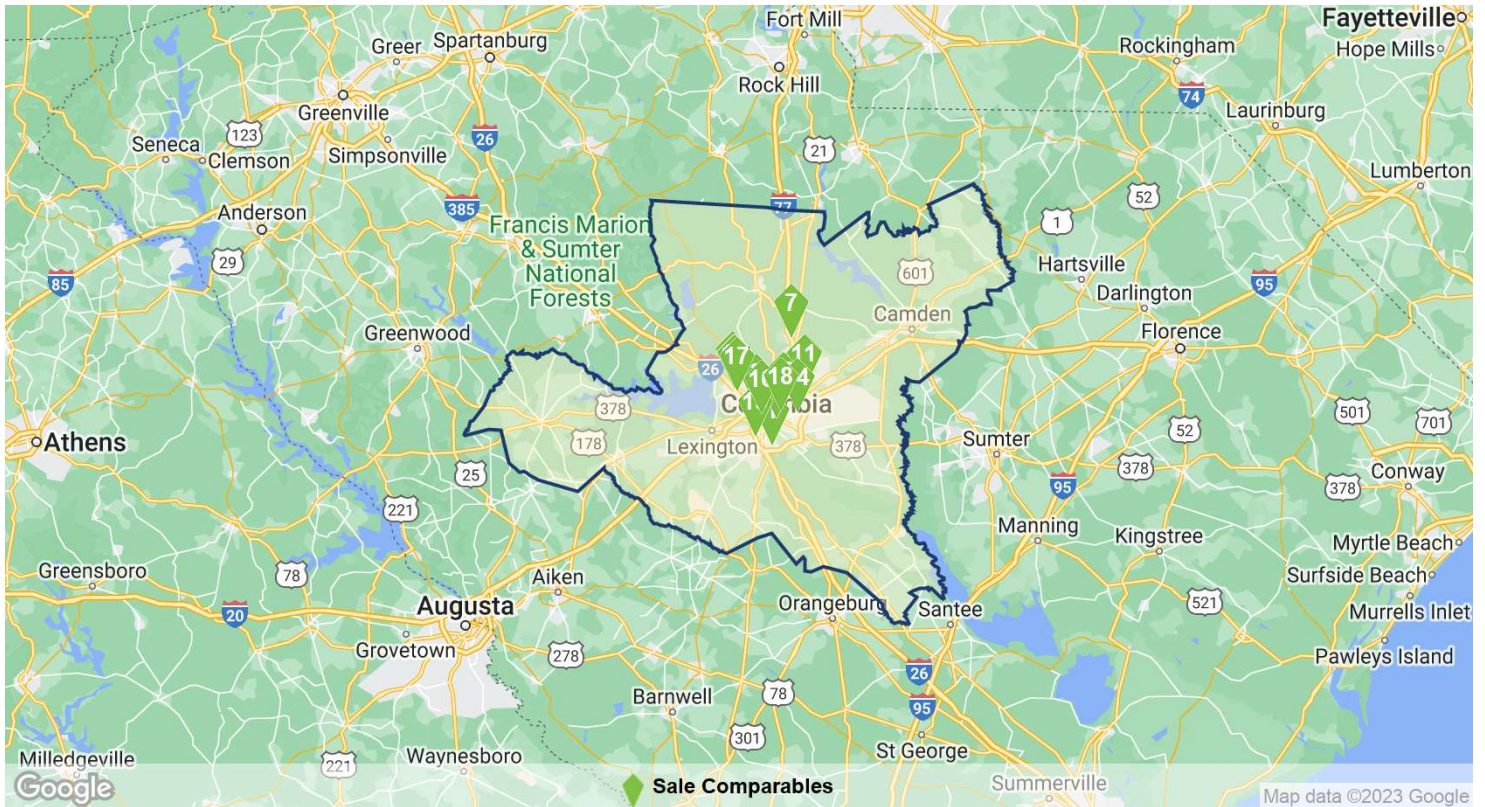 Fort Mill
Fayetteville
Greer
Spartanburg
Rockingham
Hope Mills
Rock Hill
74
Greenville
Laurinburg
123
26
21
Seneca
Clemson
Simpsonville
Lumberton
52
385
77
Anderson
Francis Marion
& Sumter
National
Forests
1
29
601
Hartsville
85
95
Darlington
7
Camden
Florence
Greenwood
11
17
26
18
4
378
Columbia
501
52
701
Athens
178
Lexington
378
Sumter
378
Conway
25
95
378
221
Manning
Kingstree
Myrtle Beach
Greensboro
78
Aiken
Surfside Beach
Orangeburg
Santee
521
Murrells Inlet
20
Augusta
Grovetown
278
Pawleys Island
26
Barnwell
78
95
301
St George
Milledgeville
221
Waynesboro
Summerville
Google
Sale Comparables
Map data ©2023 Google